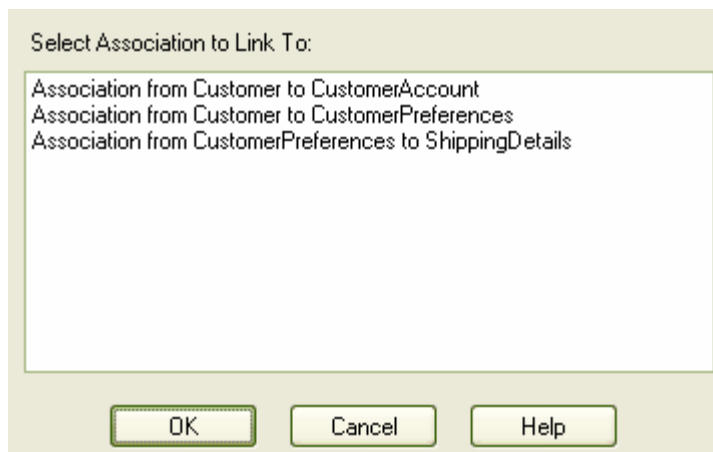 Select Association to Link To:
Association from Customer to CustomerAccount
Association from Customer to CustomerPreferences
Association from CustomerPreferences to ShippingDetails
OK Cancel Help